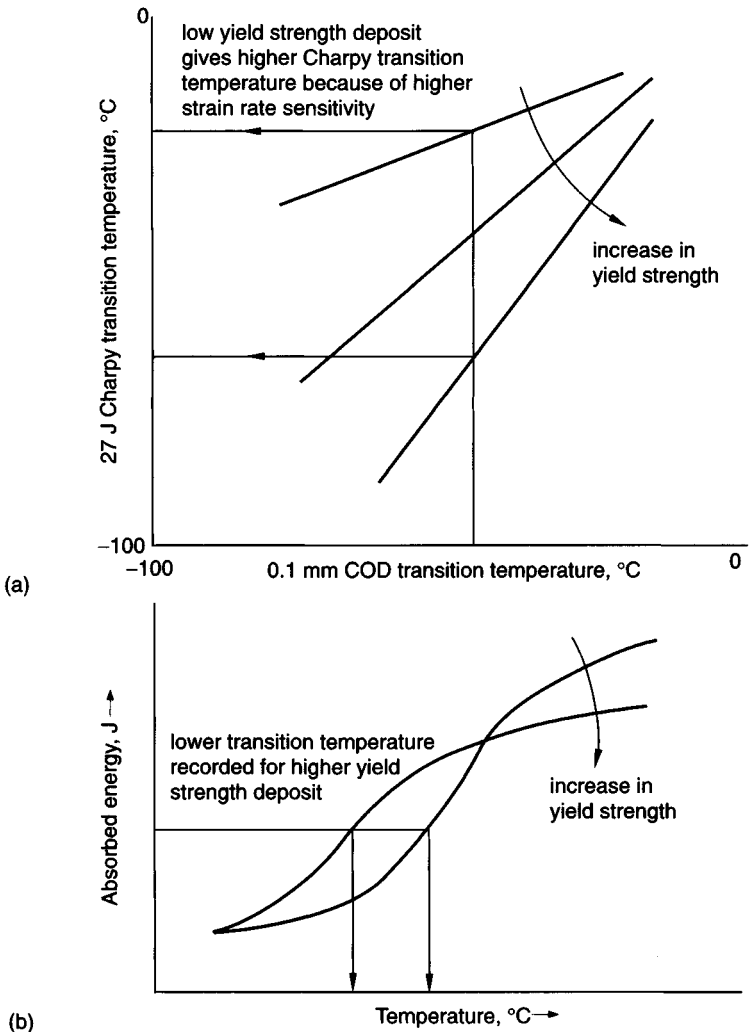 0
low yield strength deposit
gives higher Charpy transition
temperature because of higher
strain rate sensitivity
27 J Charpy transition temperature, °C
increase in
yield strength
−100
−100
0.1 mm COD transition temperature, °C
0
(a)
Absorbed energy, J→
lower transition temperature
recorded for higher yield
strength deposit
increase in
yield strength
(b)
Temperature, °C→